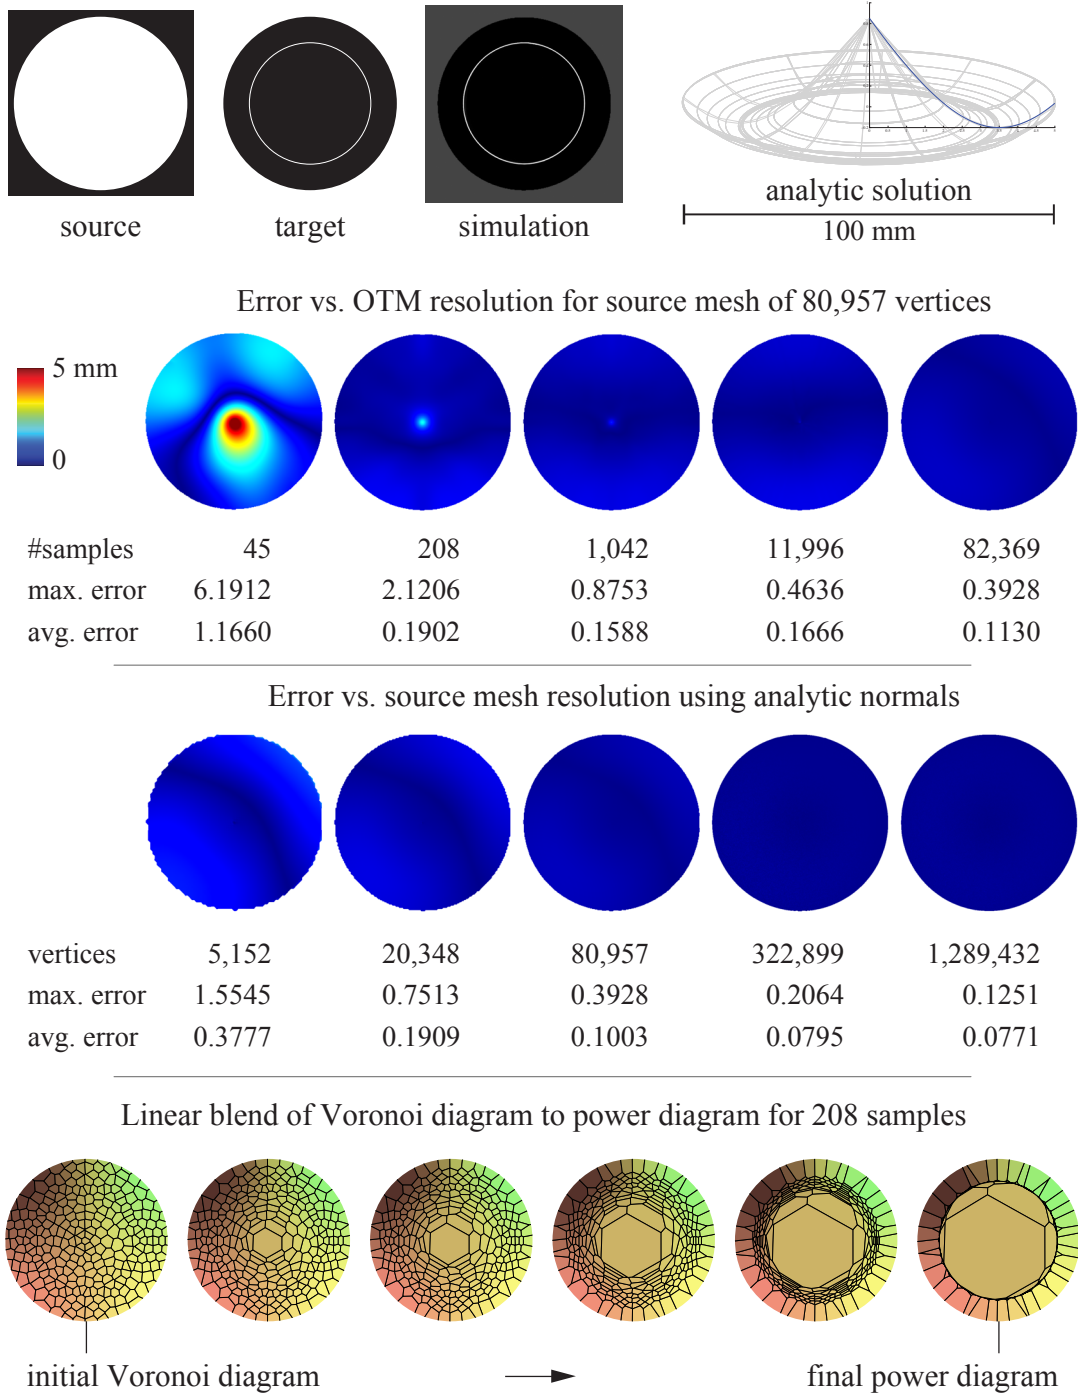 source
target
simulation
analytic solution
100 mm
Error vs. OTM resolution for source mesh of 80,957 vertices
5 mm
0
#samples 45 208 1,042 11,996 82,369
max. error 6.1912 2.1206 0.8753 0.4636 0.3928
avg. error 1.1660 0.1902 0.1588 0.1666 0.1130
Error vs. source mesh resolution using analytic normals
vertices 5,152 20,348 80,957 322,899 1,289,432
max. error 1.5545 0.7513 0.3928 0.2064 0.1251
avg. error 0.3777 0.1909 0.1003 0.0795 0.0771
Linear blend of Voronoi diagram to power diagram for 208 samples
initial Voronoi diagram
final power diagram